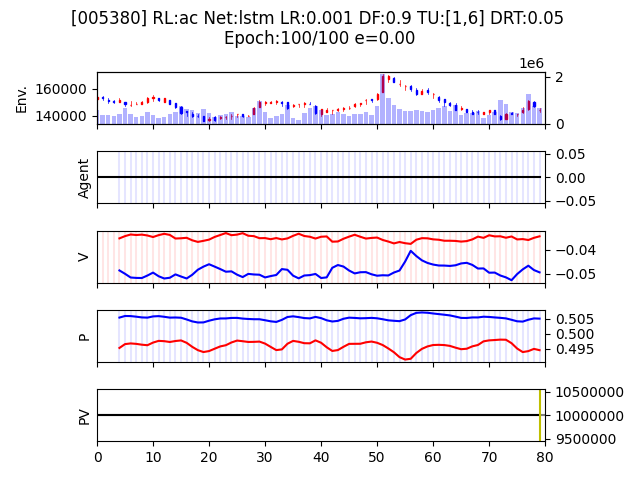 [005380] RL:ac Net:lstm LR:0.001 DF:0.9 TU:[1,6] DRT:0.05
Epoch:100/100 e=0.00
1e6
Env.
160000
140000
2
0
Agent
0.05
0.00
−0.05
V
−0.04
−0.05
P
0.505
0.500
0.495
PV
10500000
10000000
9500000
0 10 20 30 40 50 60 70 80